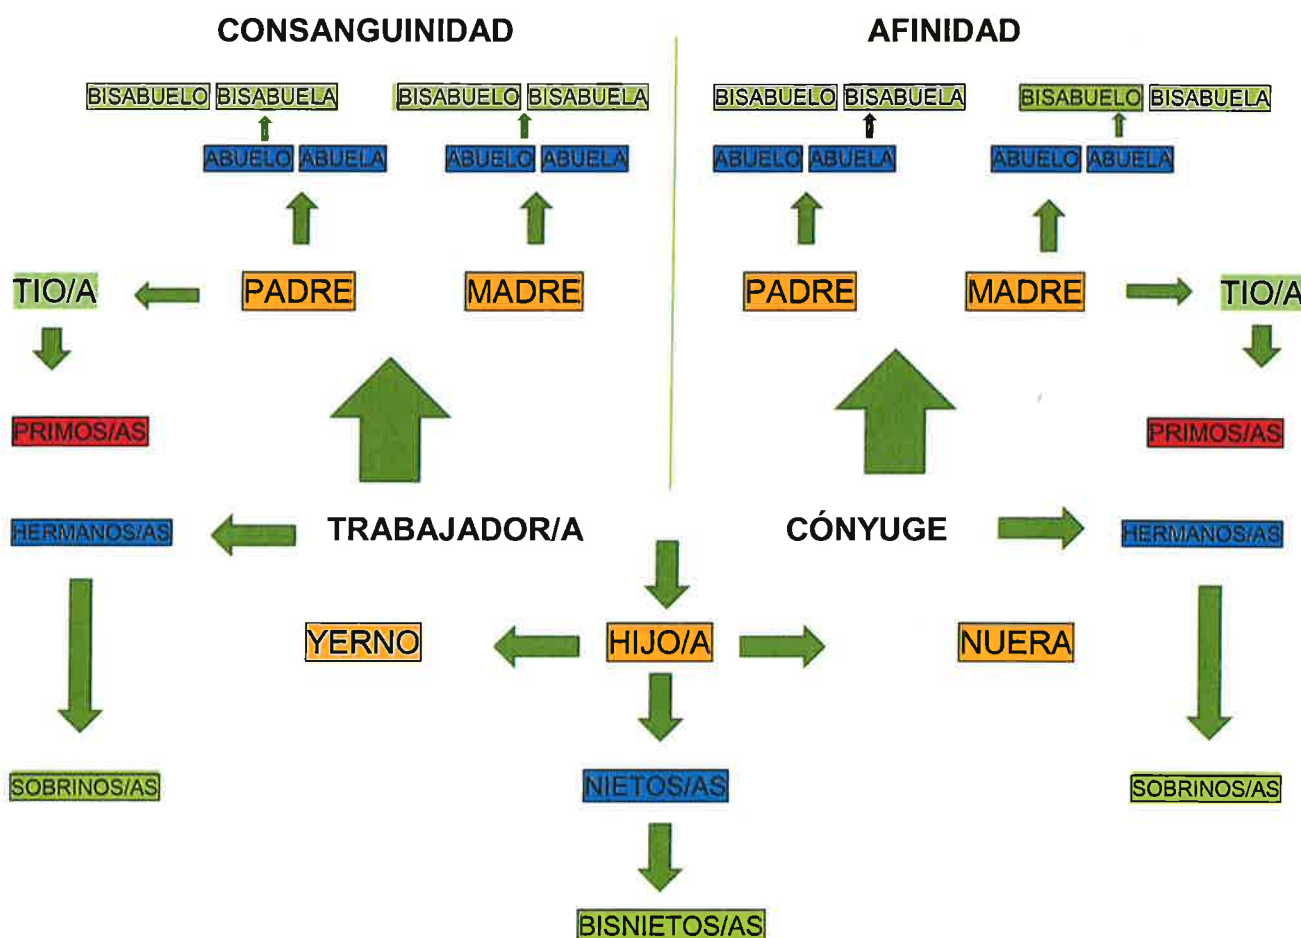 CONSANGUINIDAD AFINIDAD
BISABUELO BISABUELA BISABUELO BISABUELA BISABUELO BISABUELA BISABUELO BISABUELA
ABUELO ABUELA ABUELO ABUELA ABUELO ABUELA ABUELO ABUELA
TIO/A PADRE MADRE PADRE MADRE TIO/A
PRIMOS/AS PRIMOS/AS
HERMANOS/AS TRABAJADOR/A CÓNYUGE HERMANOS/AS
YERNO HIJO/A NUERA
SOBRINOS/AS NIETOS/AS SOBRINOS/AS
BISNIETOS/AS